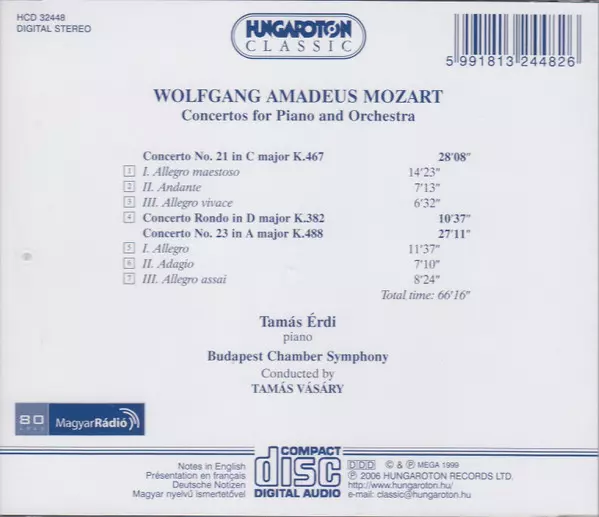 HCD 32448
DIGITAL STEREO
HUNGAROTON
CLASSIC
5 991813 244826
WOLFGANG AMADEUS MOZART
Concertos for Piano and Orchestra
Concerto No. 21 in C major K.467 28'08"
1 I. Allegro maestoso 14'23"
2 II. Andante 7'13"
3 III. Allegro vivace 6'32"
4 Concerto Rondo in D major K.382 10'37"
Concerto No. 23 in A major K.488 27'11"
5 I. Allegro 11'37"
6 II. Adagio 7'10"
7 III. Allegro assai 8'24"
Total time: 66'16"
Tamás Érdi
piano
Budapest Chamber Symphony
Conducted by
TAMÁS VÁSÁRY
80
MagyarRádió
Notes in English
Présentation en français
Deutsche Notizen
Magyar nyelvű ismertetővel
COMPACT
disc
DIGITAL AUDIO
DDD © & ℗ MEGA 1999
℗ 2006 HUNGAROTON RECORDS LTD.
http://www.hungaroton.hu/
e-mail: classic@hungaroton.hu